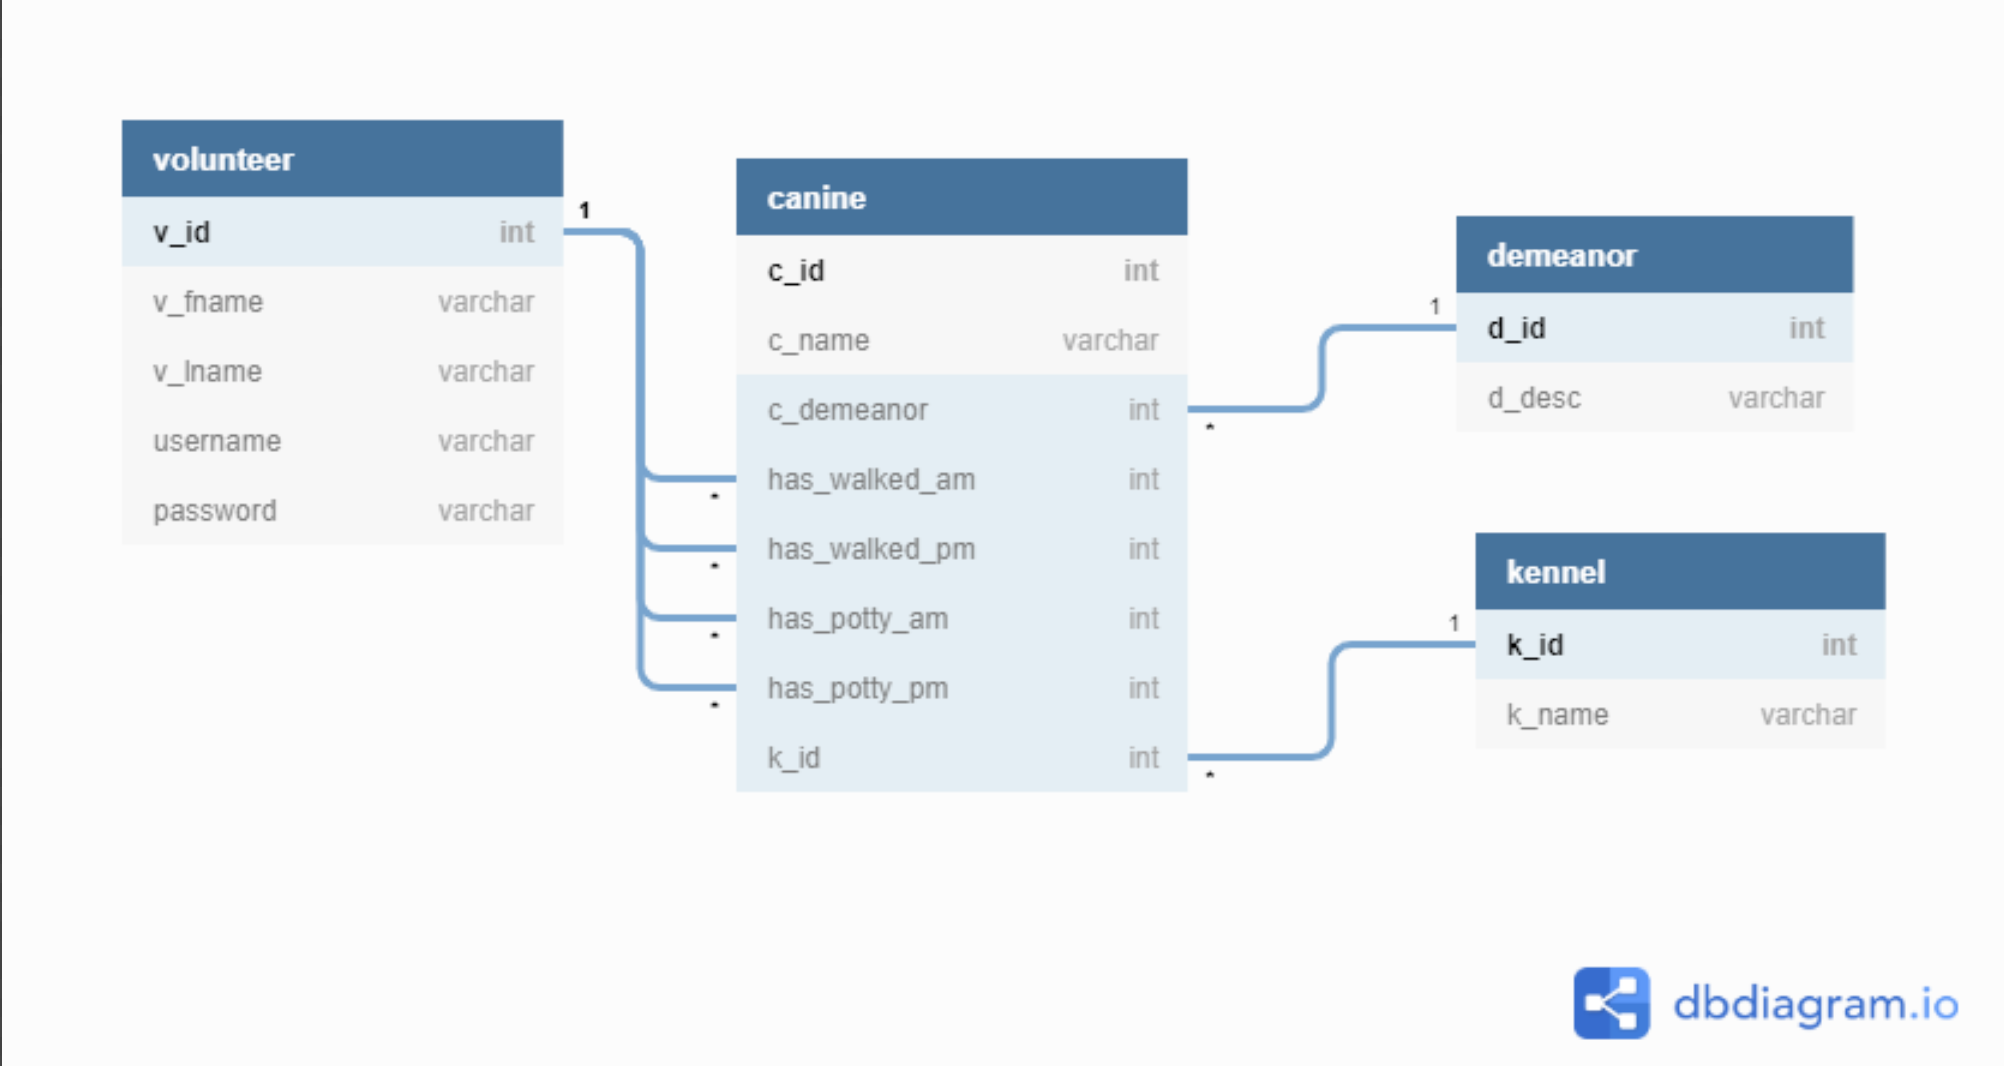 volunteer
v_id int
v_fname varchar
v_lname varchar
username varchar
password varchar
1
canine
c_id int
c_name varchar
c_demeanor int
has_walked_am int
has_walked_pm int
has_potty_am int
has_potty_pm int
k_id int
*
*
*
*
*
*
1
demeanor
d_id int
d_desc varchar
1
kennel
k_id int
k_name varchar
dbdiagram.io